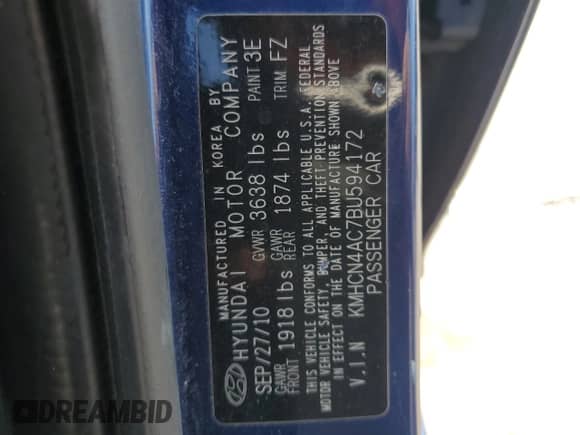 MANUFACTURED IN KOREA BY
HYUNDAI MOTOR COMPANY
SEP/27/10 GVWR 3638 lbs PAINT 3E
GAWR FRONT 1918 lbs GAWR REAR 1874 lbs TRIM FZ
THIS VEHICLE CONFORMS TO ALL APPLICABLE U.S.A. FEDERAL
MOTOR VEHICLE SAFETY, BUMPER, AND THEFT PREVENTION STANDARDS
IN EFFECT ON THE DATE OF MANUFACTURE SHOWN ABOVE
V.I.N KMHCN4AC7BU594172
PASSENGER CAR
DREAMBID